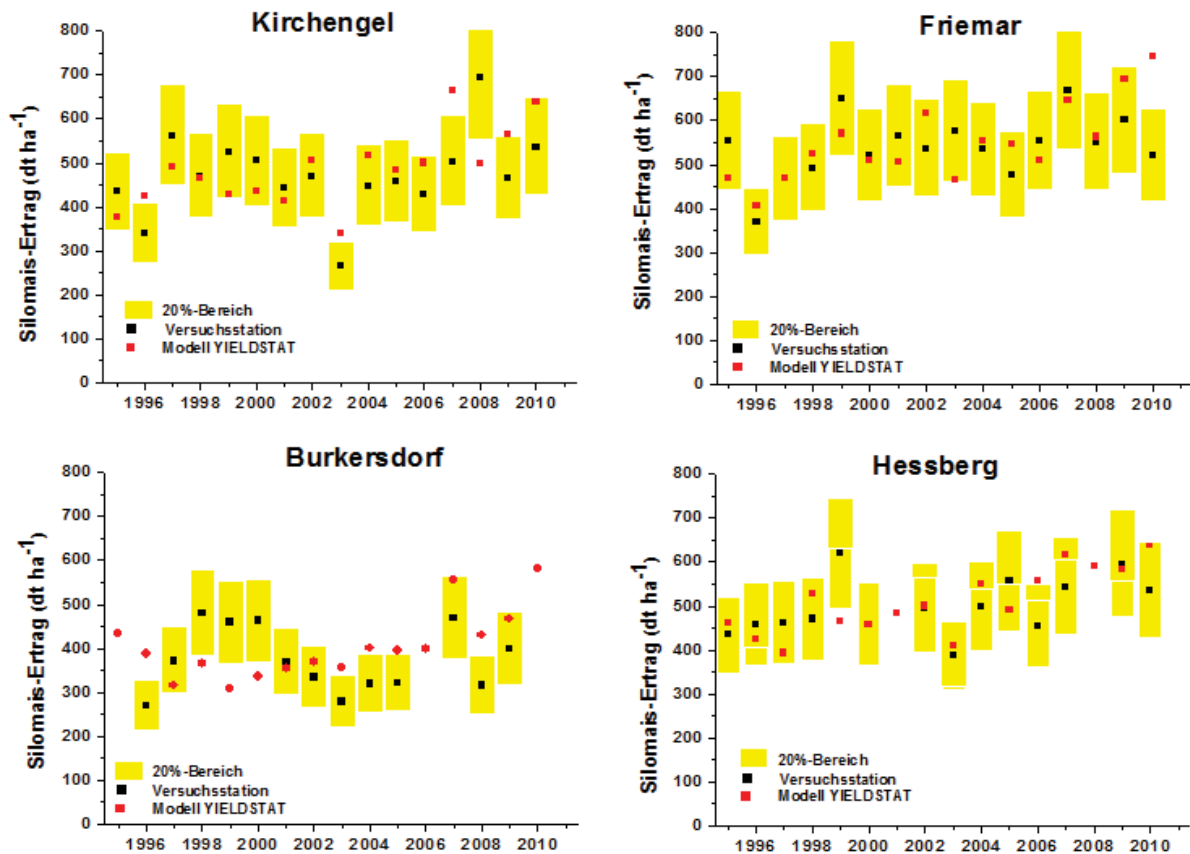 Kirchengel
Silomais-Ertrag (dt ha⁻¹)
800
700
600
500
400
300
200
100
0
20%-Bereich
Versuchsstation
Modell YIELDSTAT
1996 1998 2000 2002 2004 2006 2008 2010
Friemar
Silomais-Ertrag (dt ha⁻¹)
800
700
600
500
400
300
200
100
0
20%-Bereich
Versuchsstation
Modell YIELDSTAT
1996 1998 2000 2002 2004 2006 2008 2010
Burkersdorf
Silomais-Ertrag (dt ha⁻¹)
800
700
600
500
400
300
200
100
0
20%-Bereich
Versuchsstation
Modell YIELDSTAT
1996 1998 2000 2002 2004 2006 2008 2010
Hessberg
Silomais-Ertrag (dt ha⁻¹)
800
700
600
500
400
300
200
100
0
20%-Bereich
Versuchsstation
Modell YIELDSTAT
1996 1998 2000 2002 2004 2006 2008 2010